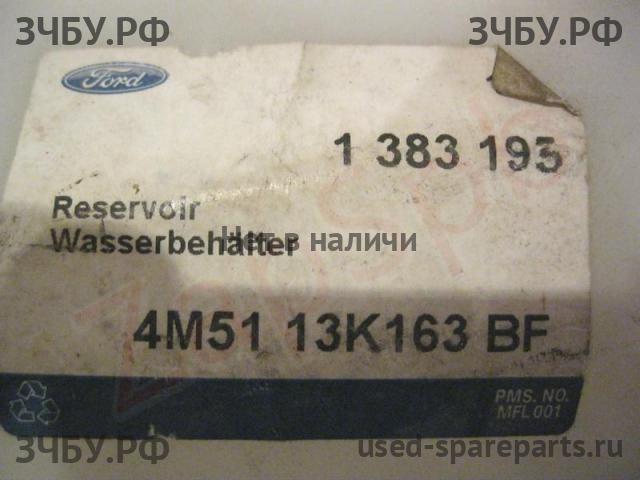 ЗЧБУ.РФ
ЗЧБУ.РФ
Ford
1 383 195
Reservoir
Wasserbehälter
Нет в наличи
4M51 13K163 BF
PMS. NO.
MFL 001
ЗЧБУ.РФ
used-spareparts.ru